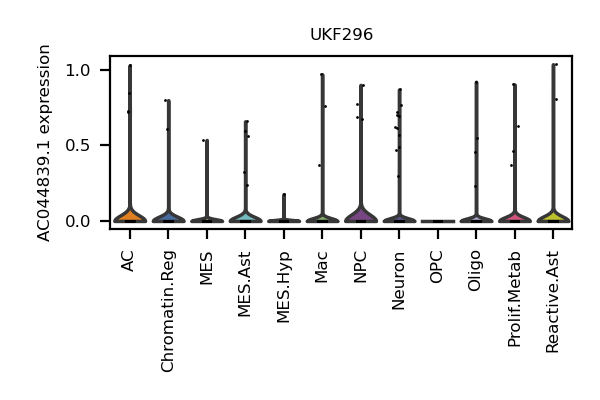 UKF296
AC044839.1 expression
1.0
0.5
0.0
AC
Chromatin.Reg
MES
MES.Ast
MES.Hyp
Mac
NPC
Neuron
OPC
Oligo
Prolif.Metab
Reactive.Ast